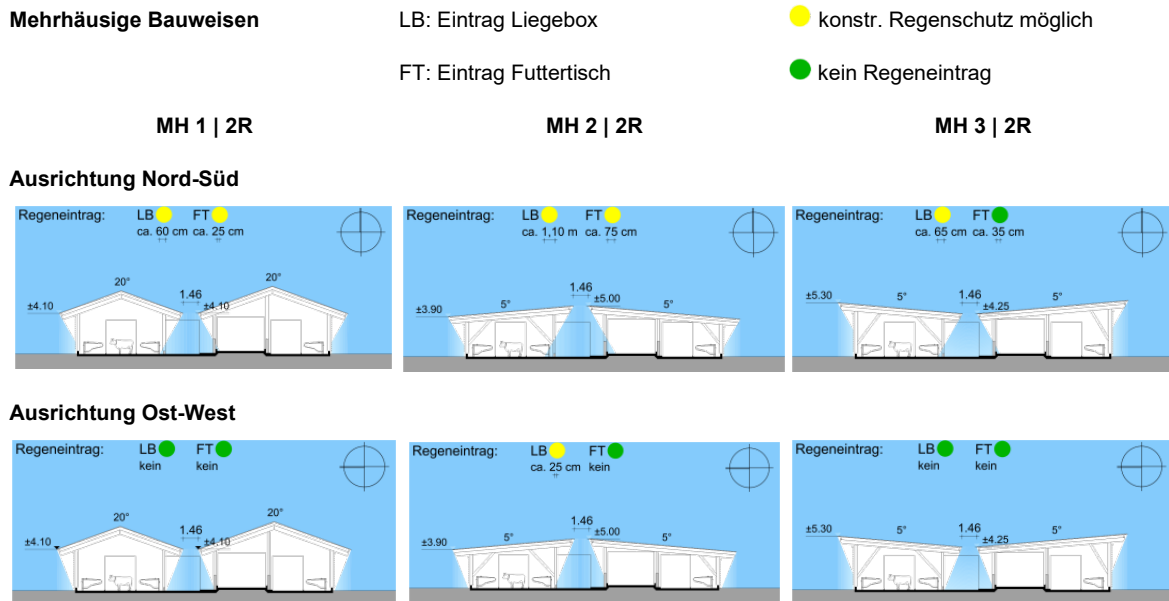 Mehrhäusige Bauweisen LB: Eintrag Liegebox konstr. Regenschutz möglich
FT: Eintrag Futtertisch kein Regeneintrag
MH 1 | 2R MH 2 | 2R MH 3 | 2R
Ausrichtung Nord-Süd
Regeneintrag: LB FT
ca. 60 cm ca. 25 cm
20° 20°
1.46
±4.10 ±4.10
Regeneintrag: LB FT
ca. 1,10 m ca. 75 cm
1.46
±3.90 5° ±5.00 5°
Regeneintrag: LB FT
ca. 65 cm ca. 35 cm
±5.30 5° 1.46 5°
±4.25
Ausrichtung Ost-West
Regeneintrag: LB FT
kein kein
20° 20°
1.46
±4.10 ±4.10
Regeneintrag: LB FT
ca. 25 cm kein
1.46
±3.90 5° ±5.00 5°
Regeneintrag: LB FT
kein kein
±5.30 5° 1.46 5°
±4.25